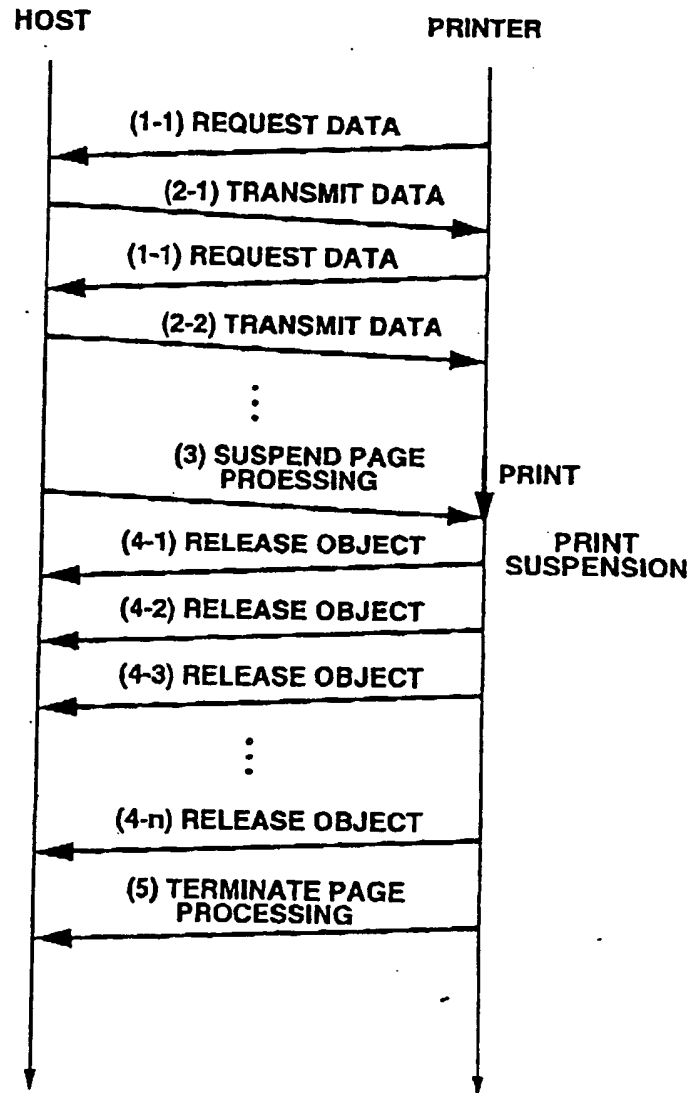 HOST
PRINTER
(1-1) REQUEST DATA
(2-1) TRANSMIT DATA
(1-1) REQUEST DATA
(2-2) TRANSMIT DATA
(3) SUSPEND PAGE
PROESSING
PRINT
(4-1) RELEASE OBJECT
PRINT
SUSPENSION
(4-2) RELEASE OBJECT
(4-3) RELEASE OBJECT
(4-n) RELEASE OBJECT
(5) TERMINATE PAGE
PROCESSING